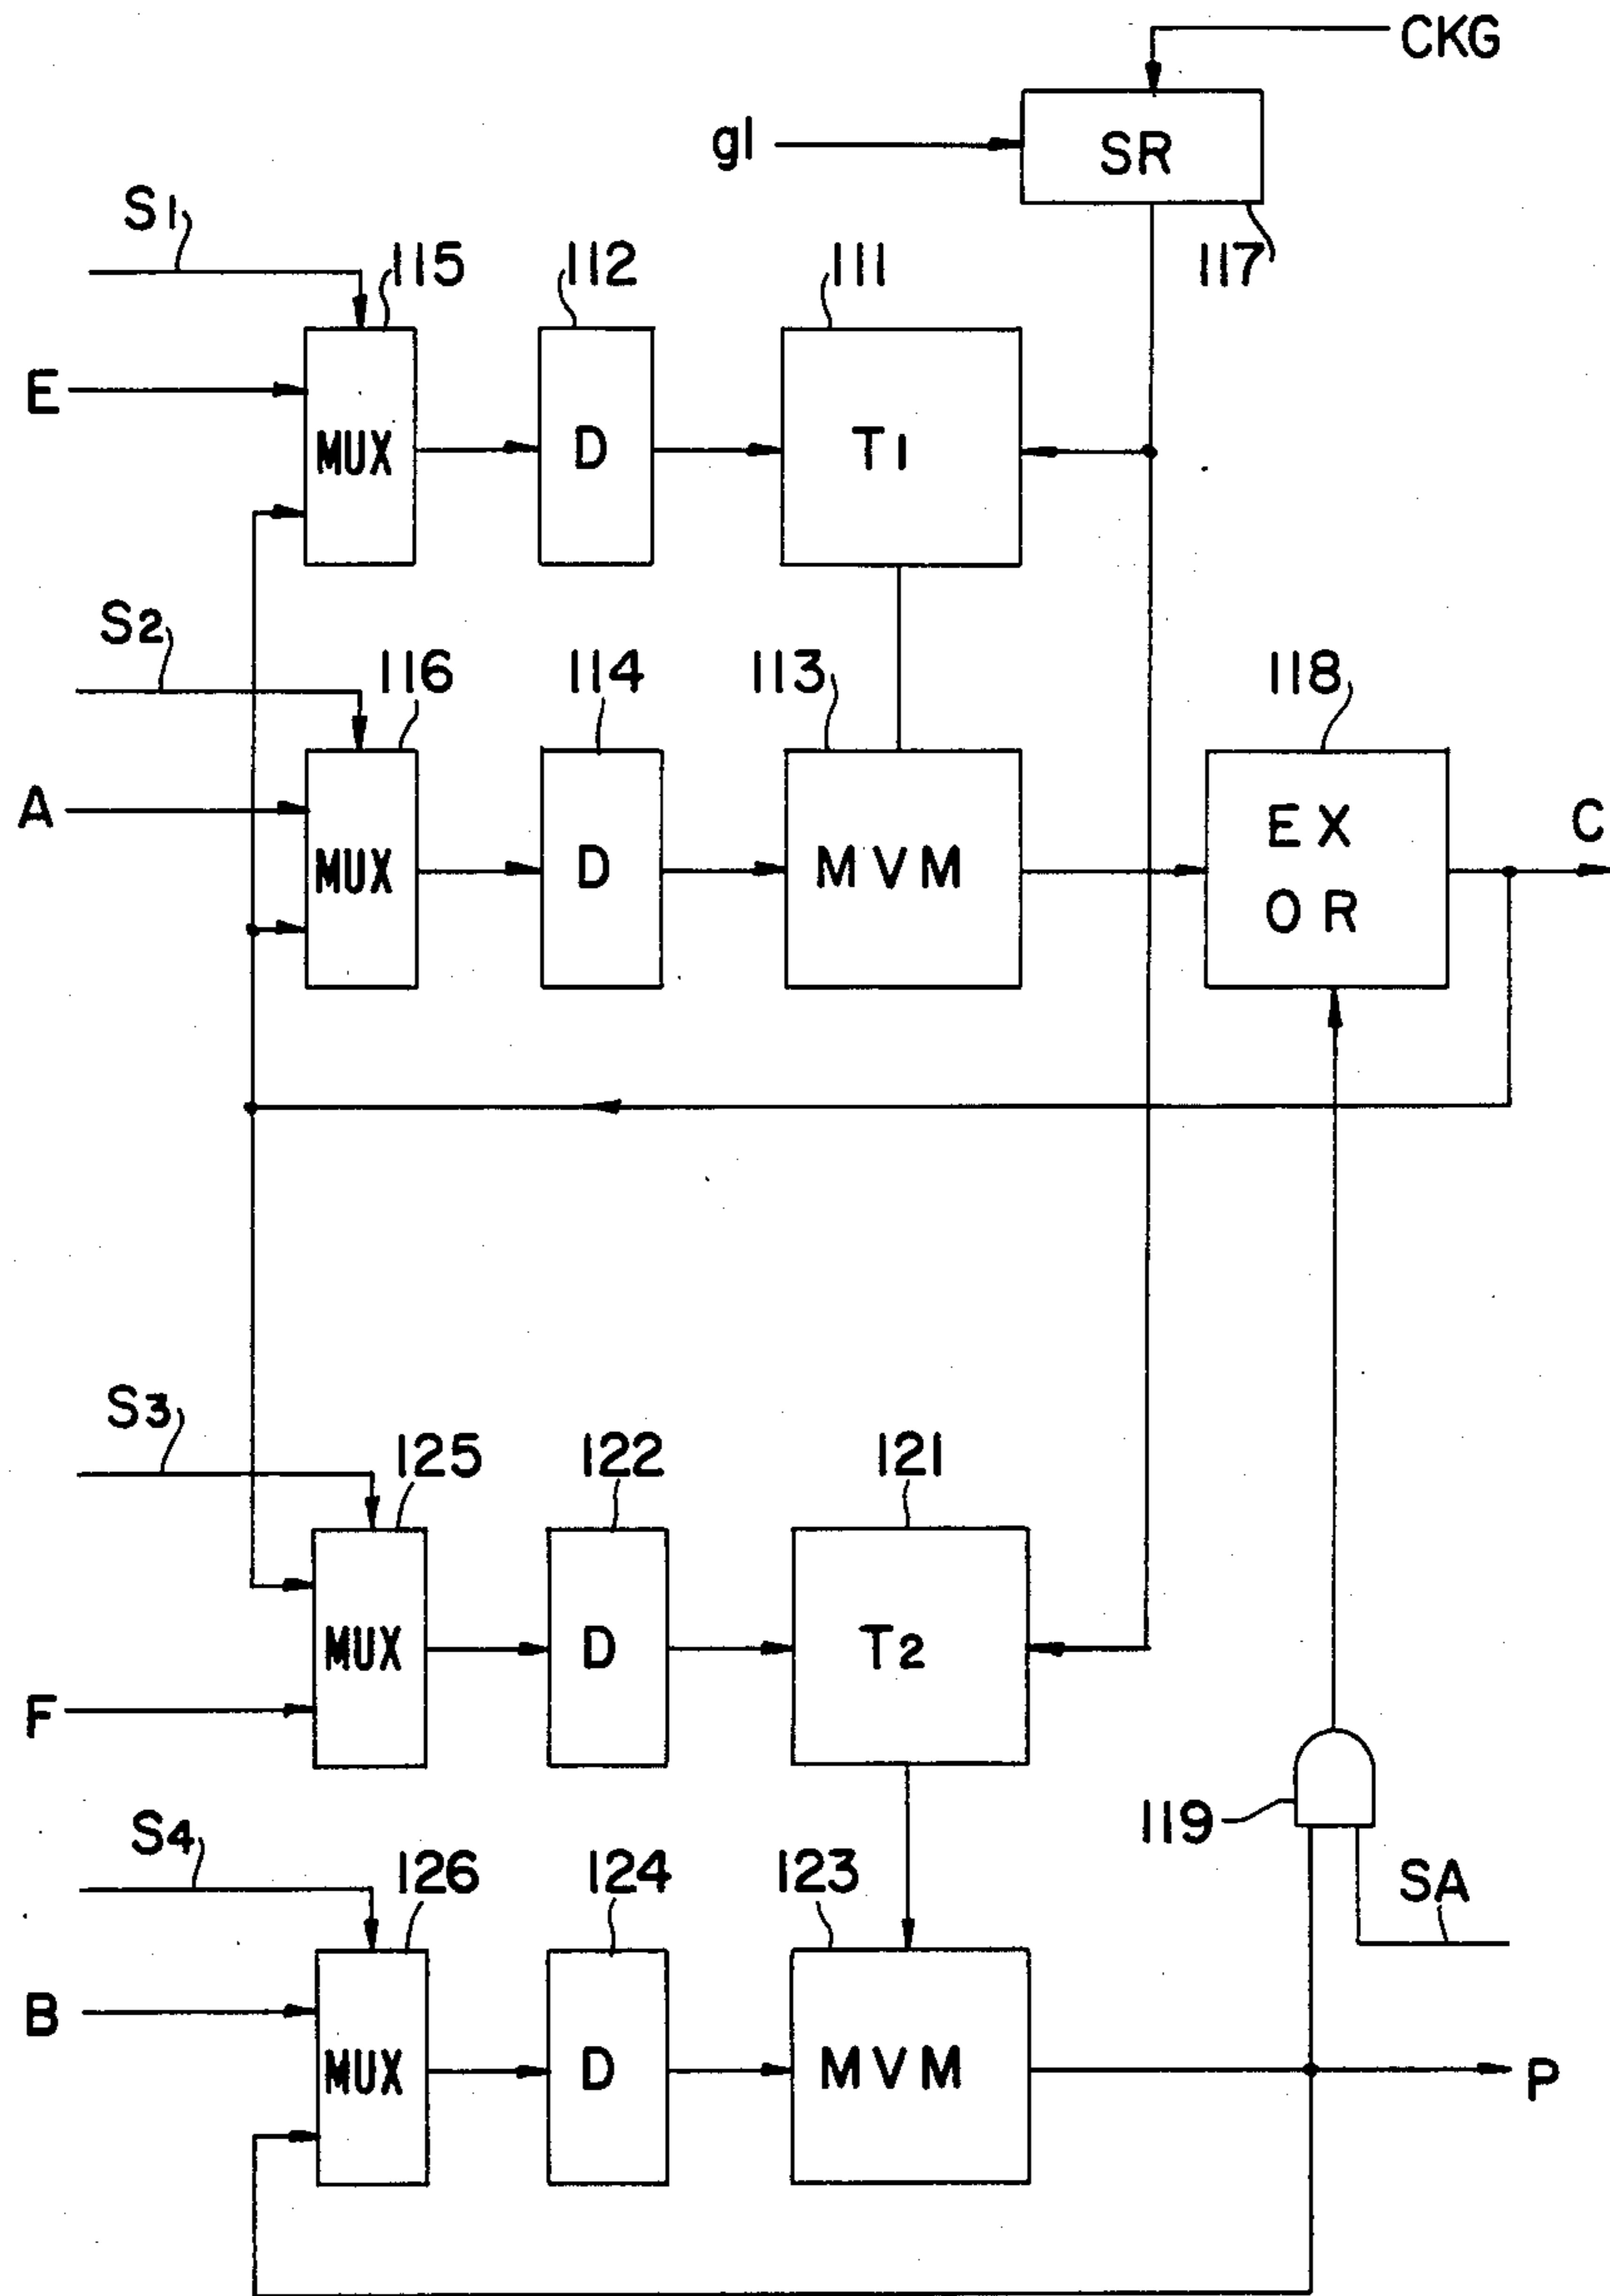 CKG
gl
SR
117
S1
115
112
111
E
MUX
D
T1
S2
116
114
113
118
A
MUX
D
MVM
EX
OR
C
S3
125
122
121
MUX
D
T2
F
119
S4
126
124
123
SA
B
MUX
D
MVM
P